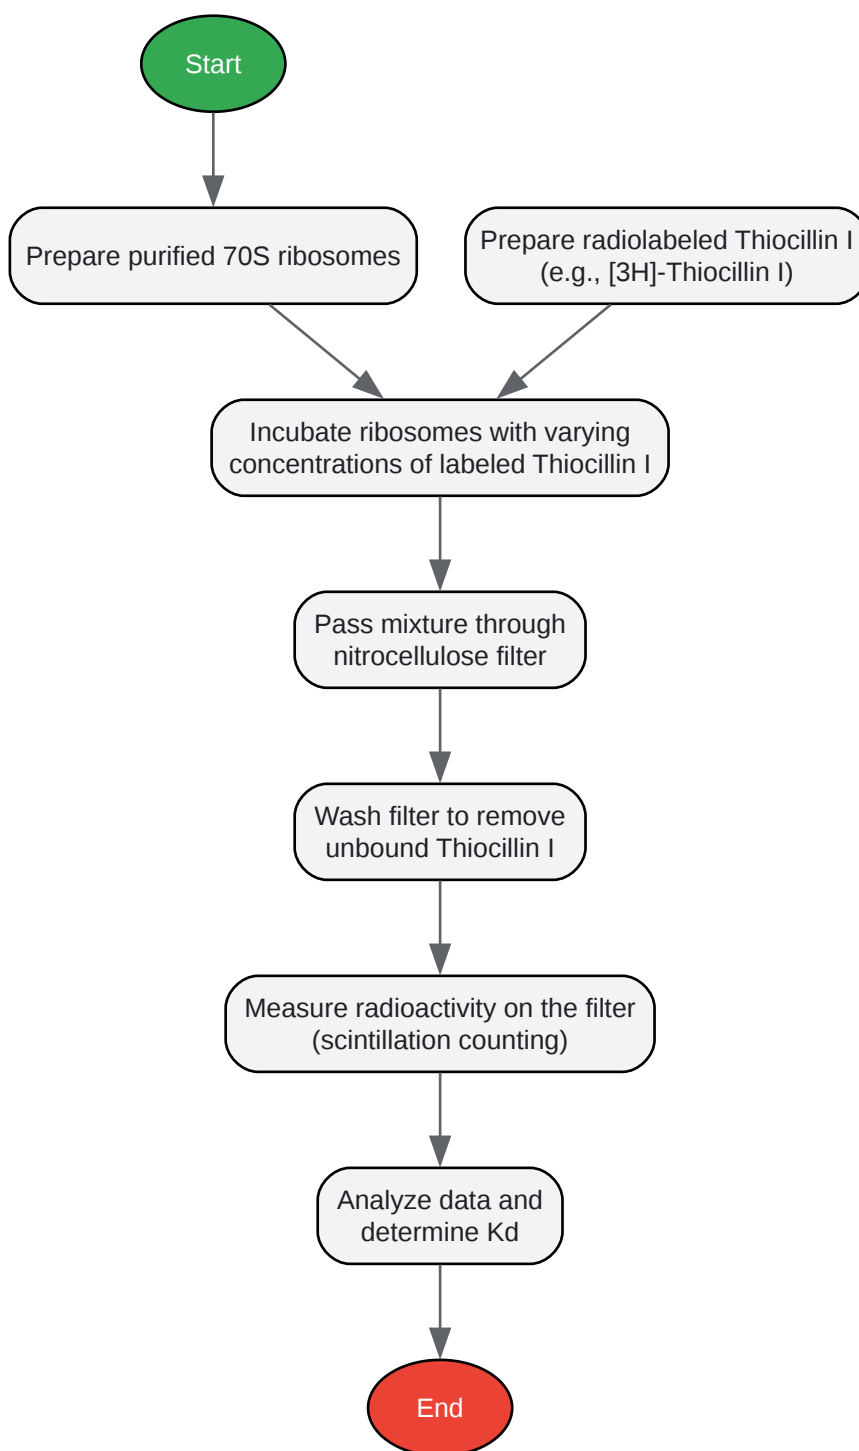 Start
Prepare purified 70S ribosomes
Prepare radiolabeled Thiocillin I
(e.g., [3H]-Thiocillin I)
Incubate ribosomes with varying
concentrations of labeled Thiocillin I
Pass mixture through
nitrocellulose filter
Wash filter to remove
unbound Thiocillin I
Measure radioactivity on the filter
(scintillation counting)
Analyze data and
determine Kd
End